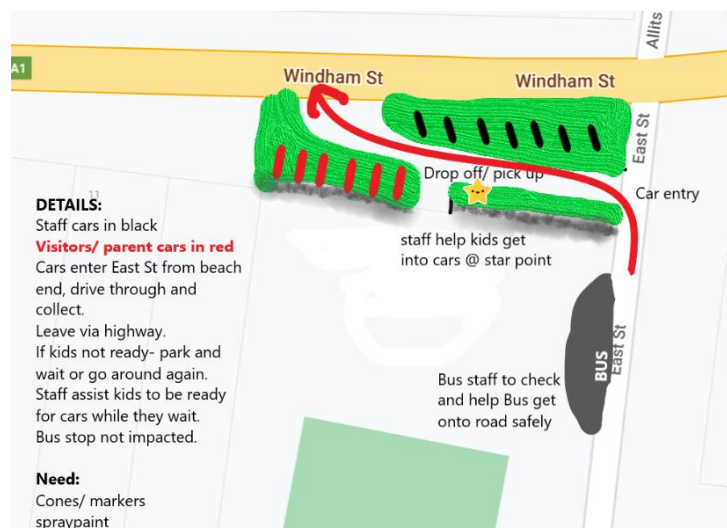 Allits
A1
Windham St
Windham St
East St
Drop off/ pick up
Car entry
11
DETAILS:
Staff cars in black
Visitors/ parent cars in red
Cars enter East St from beach
end, drive through and
collect.
Leave via highway.
If kids not ready- park and
wait or go around again.
Staff assist kids to be ready
for cars while they wait.
Bus stop not impacted.
Need:
Cones/ markers
spraypaint
staff help kids get
into cars @ star point
BUS
East St
Bus staff to check
and help Bus get
onto road safely